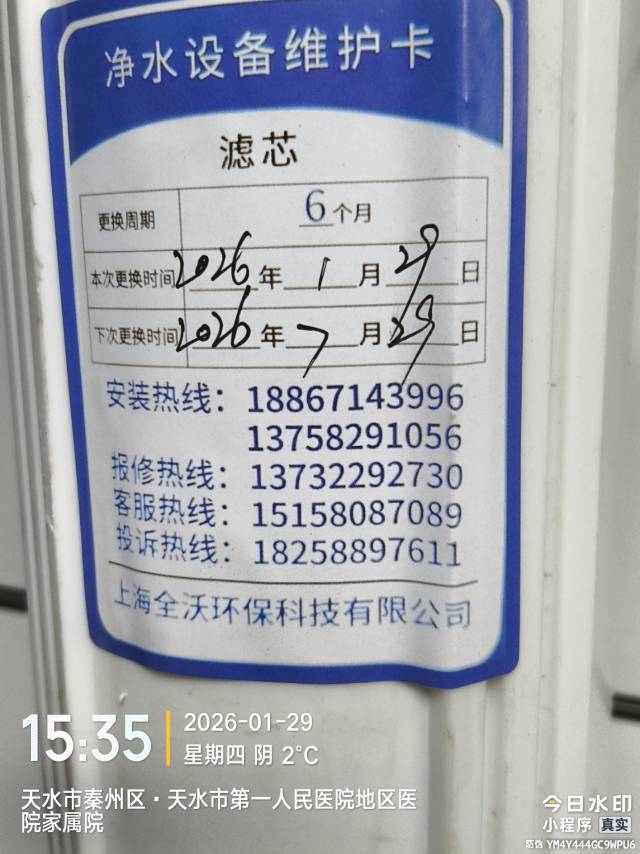 净水设备维护卡
滤芯
更换周期 6个月
本次更换时间 2026年1月29日
下次更换时间 2026年7月29日
安装热线：18867143996
13758291056
报修热线：13732292730
客服热线：15158087089
投诉热线：18258897611
上海全沃环保科技有限公司
15:35
2026-01-29
星期四 阴 2℃
天水市秦州区·天水市第一人民医院地区医
院家属院
今日水印
小程序 真实
防伪 YM4Y444GC9WPU6